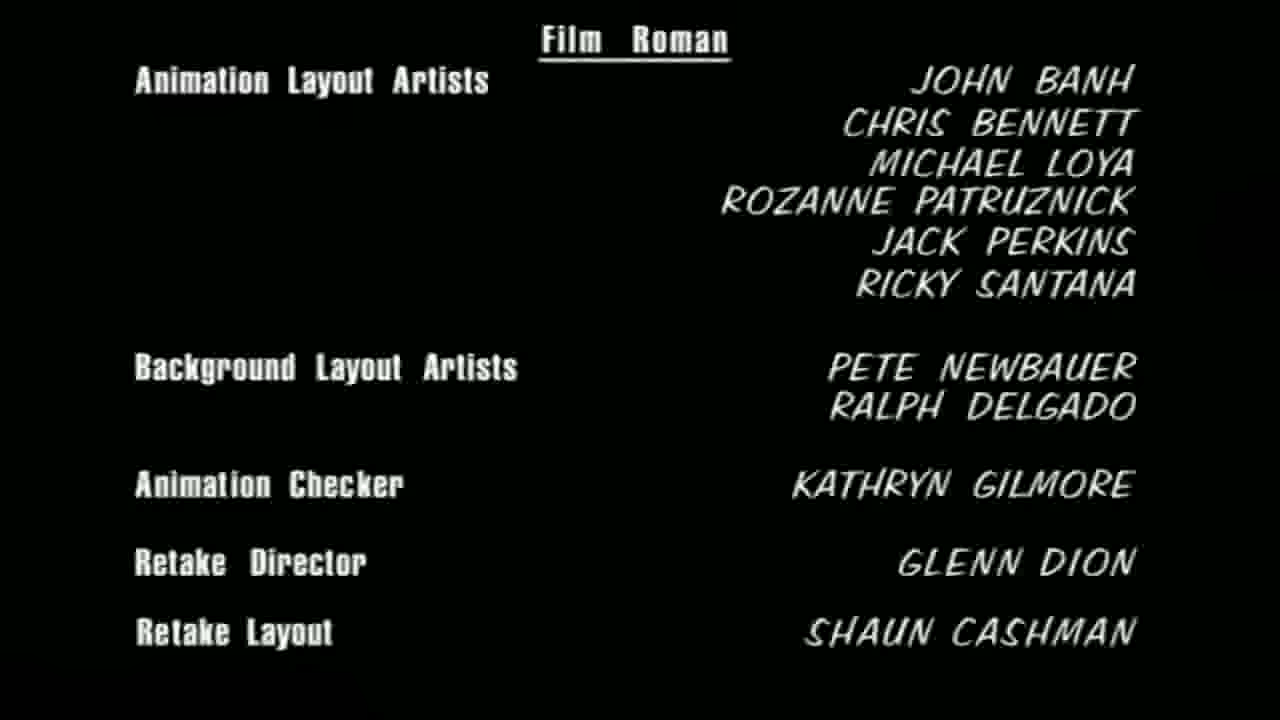 Film Roman
Animation Layout Artists JOHN BANH
CHRIS BENNETT
MICHAEL LOYA
ROZANNE PATRUZNICK
JACK PERKINS
RICKY SANTANA
Background Layout Artists PETE NEWBAUER
RALPH DELGADO
Animation Checker KATHRYN GILMORE
Retake Director GLENN DION
Retake Layout SHAUN CASHMAN